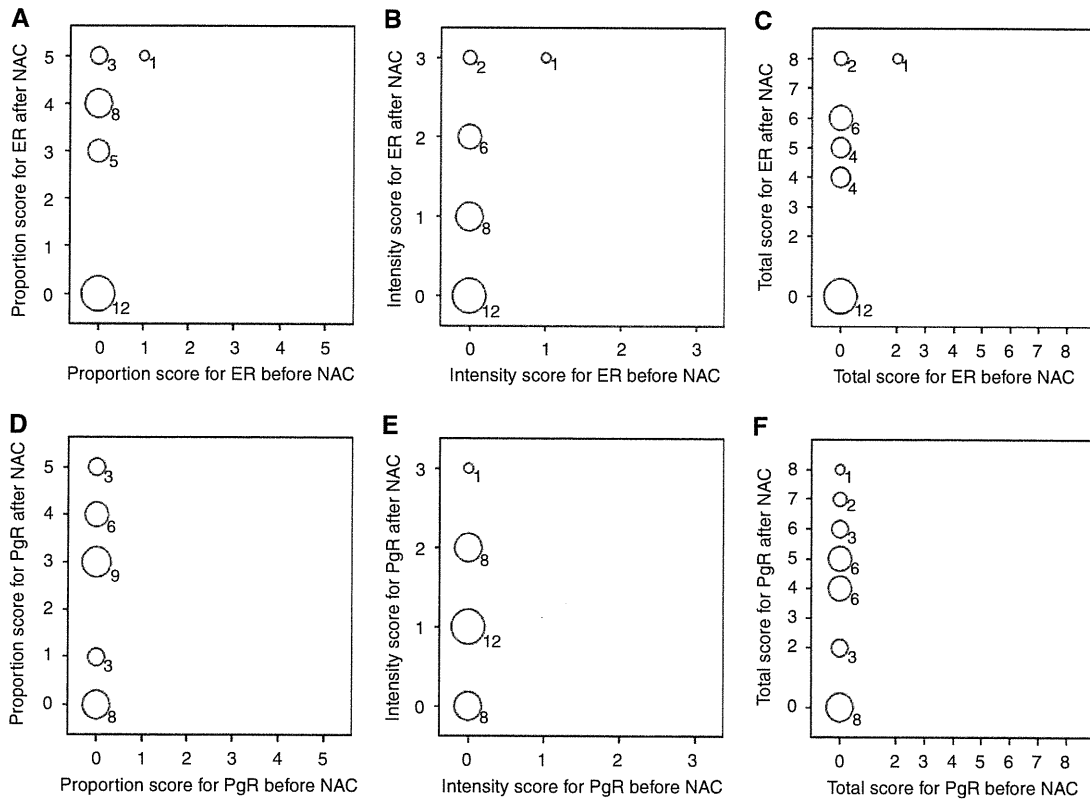 A
Proportion score for ER after NAC
5
4
3
2
1
0
3
1
8
5
12
0 1 2 3 4 5
Proportion score for ER before NAC
B
Intensity score for ER after NAC
3
2
1
0
2
1
6
8
12
0 1 2 3
Intensity score for ER before NAC
C
Total score for ER after NAC
8
7
6
5
4
3
2
0
2
1
6
4
4
12
0 2 3 4 5 6 7 8
Total score for ER before NAC
D
Proportion score for PgR after NAC
5
4
3
2
1
0
3
6
9
3
8
0 1 2 3 4 5
Proportion score for PgR before NAC
E
Intensity score for PgR after NAC
3
2
1
0
1
8
12
8
0 1 2 3
Intensity score for PgR before NAC
F
Total score for PgR after NAC
8
7
6
5
4
3
2
0
1
2
3
6
6
3
8
0 2 3 4 5 6 7 8
Total score for PgR before NAC